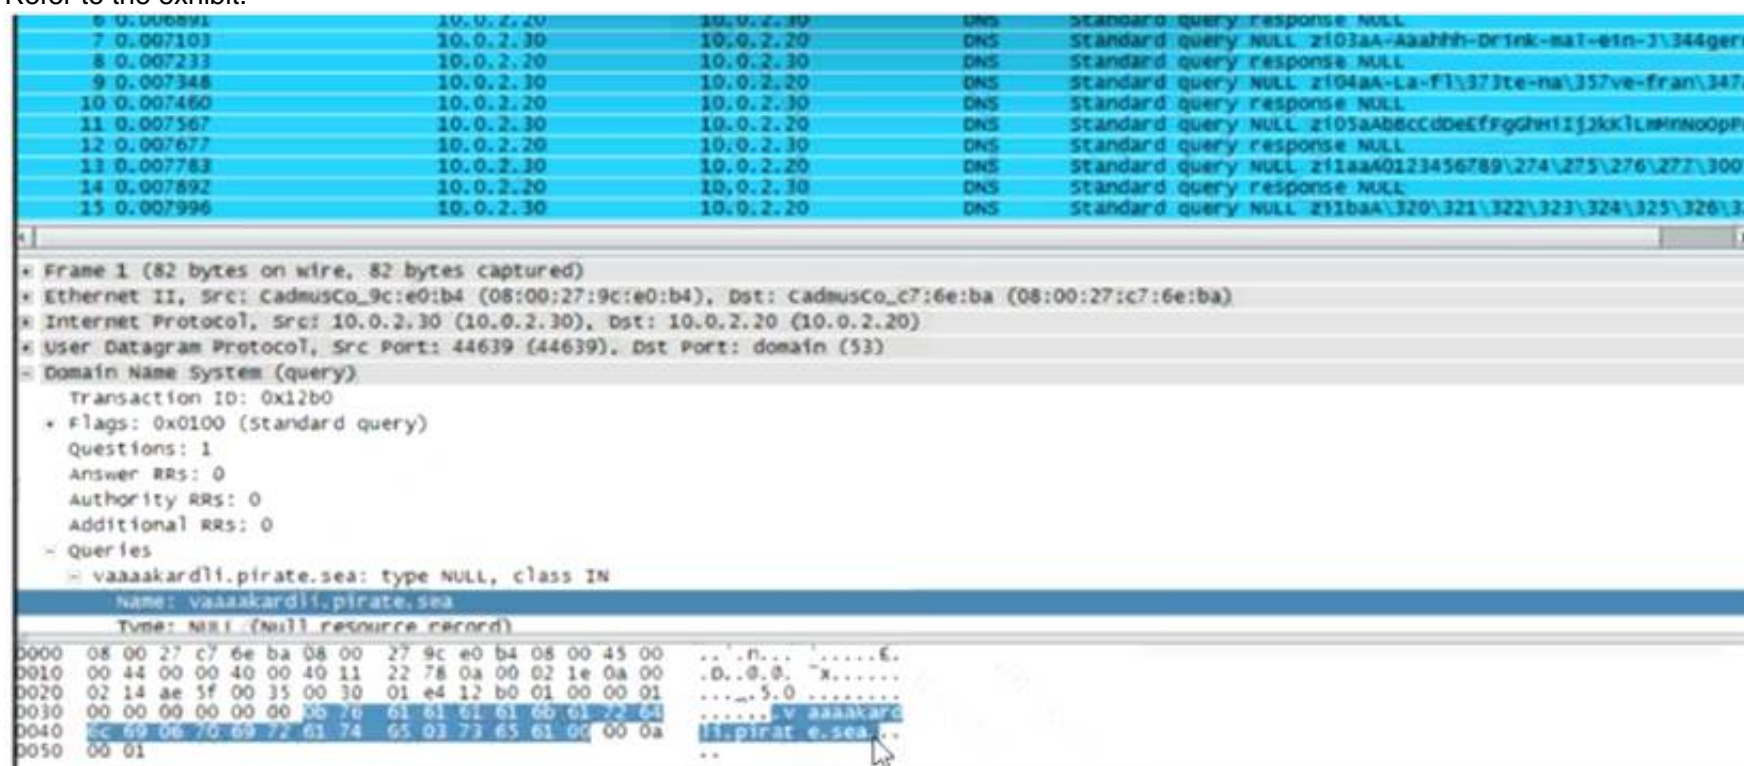 Refer to the exhibit.
6 0.006891 10.0.2.20 10.0.2.30 DNS Standard query response NULL
7 0.007103 10.0.2.30 10.0.2.20 DNS Standard query NULL zi03aA-Aaahhh-Drink-mal-ein-J\344ger
8 0.007233 10.0.2.20 10.0.2.30 DNS Standard query response NULL
9 0.007348 10.0.2.30 10.0.2.20 DNS Standard query NULL zi04aA-La-fl\373te-na\357ve-fran\347
10 0.007460 10.0.2.20 10.0.2.30 DNS Standard query response NULL
11 0.007567 10.0.2.30 10.0.2.20 DNS Standard query NULL zi05aAbBcCdDeEfFgGhHiIjJkKlLmMnNoOpP
12 0.007677 10.0.2.20 10.0.2.30 DNS Standard query response NULL
13 0.007783 10.0.2.30 10.0.2.20 DNS Standard query NULL zi1aaA0123456789\274\275\276\277\300
14 0.007892 10.0.2.20 10.0.2.30 DNS Standard query response NULL
15 0.007996 10.0.2.30 10.0.2.20 DNS Standard query NULL zi1baA\320\321\322\323\324\325\326\3
Frame 1 (82 bytes on wire, 82 bytes captured)
Ethernet II, Src: CadmusCo_9c:e0:b4 (08:00:27:9c:e0:b4), Dst: CadmusCo_c7:6e:ba (08:00:27:c7:6e:ba)
Internet Protocol, Src: 10.0.2.30 (10.0.2.30), Dst: 10.0.2.20 (10.0.2.20)
User Datagram Protocol, Src Port: 44639 (44639), Dst Port: domain (53)
Domain Name System (query)
Transaction ID: 0x12b0
Flags: 0x0100 (Standard query)
Questions: 1
Answer RRs: 0
Authority RRs: 0
Additional RRs: 0
Queries
vaaaakardli.pirate.sea: type NULL, class IN
Name: vaaaakardli.pirate.sea
Type: NULL (Null resource record)
0000 08 00 27 c7 6e ba 08 00 27 9c e0 b4 08 00 45 00 ..'.n... '.....E.
0010 00 44 00 00 40 00 40 11 22 78 0a 00 02 1e 0a 00 .D..@.@. "x......
0020 02 14 ae 5f 00 35 00 30 01 e4 12 b0 01 00 00 01 ..._.5.0 ........
0030 00 00 00 00 00 00 0b 76 61 61 61 61 6b 61 72 64 .......v aaaakard
0040 6c 69 06 70 69 72 61 74 65 03 73 65 61 00 00 0a li.pirat e.sea...
0050 00 01 ..